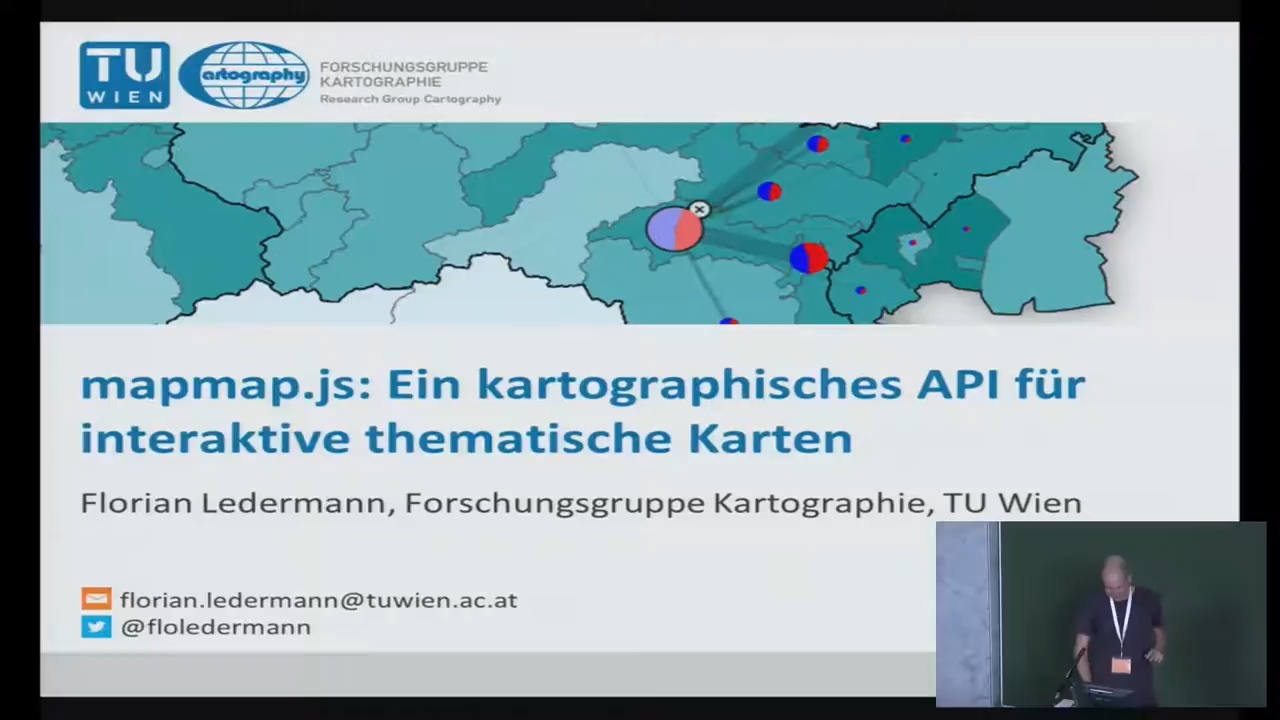 TU
WIEN
artography
FORSCHUNGSGRUPPE
KARTOGRAPHIE
Research Group Cartography
mapmap.js: Ein kartographisches API für
interaktive thematische Karten
Florian Ledermann, Forschungsgruppe Kartographie, TU Wien
florian.ledermann@tuwien.ac.at
@floledermann